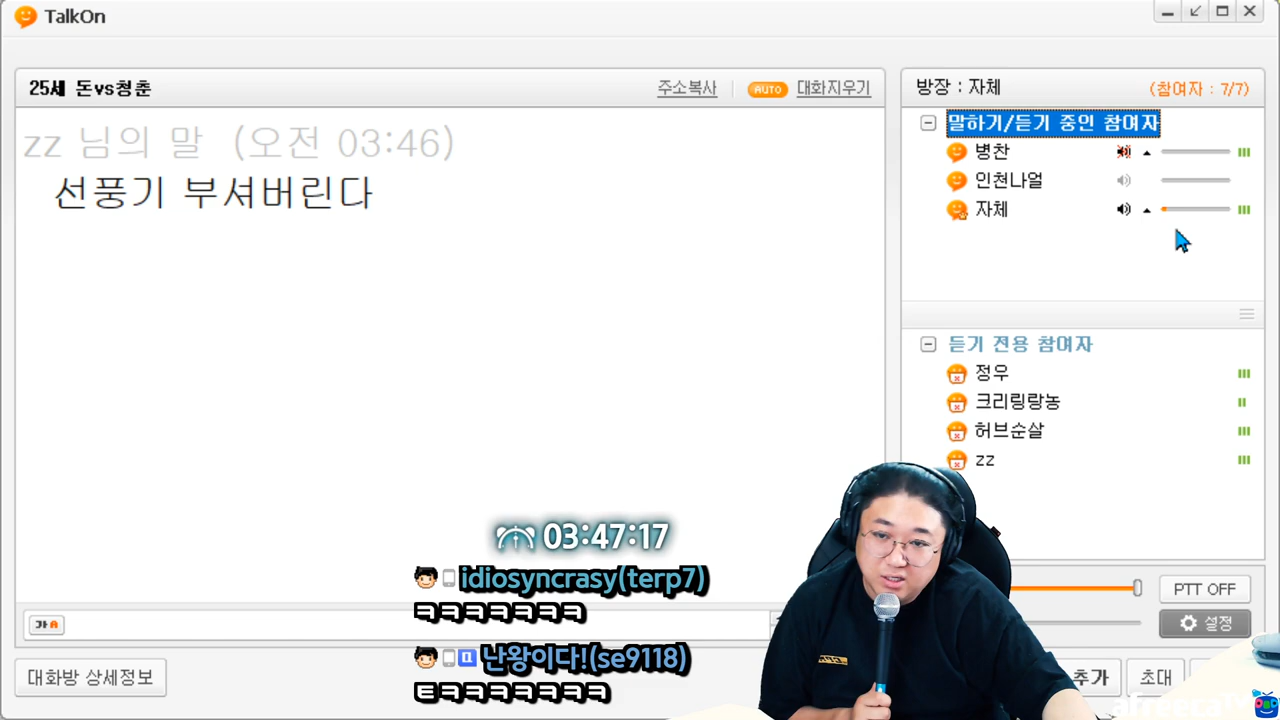 TalkOn
25세 돈vs청춘
주소복사
AUTO
대화지우기
zz 님의 말 (오전 03:46)
선풍기 부셔버린다
방장 : 자체
(참여자 : 7/7)
말하기/듣기 중인 참여자
병찬
인천나얼
자체
듣기 전용 참여자
정우
크리링랑농
허브순살
zz
03:47:17
idiosyncrasy(terp7)
ㅋㅋㅋㅋㅋㅋㅋ
난왕이다!(se9118)
ㅌㅋㅋㅋㅋㅋㅋㅋ
PTT OFF
설정
가A
대화방 상세정보
추가
초대
afreecaTV